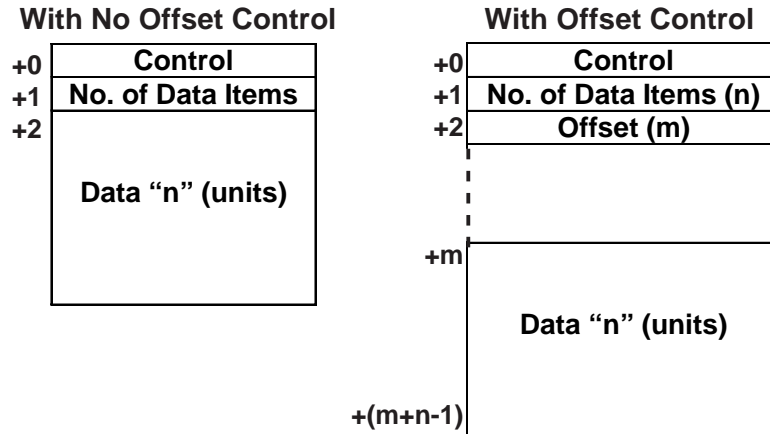 With No Offset Control
+0 Control
+1 No. of Data Items
+2
Data “n” (units)
With Offset Control
+0 Control
+1 No. of Data Items (n)
+2 Offset (m)
+m
Data “n” (units)
+(m+n-1)